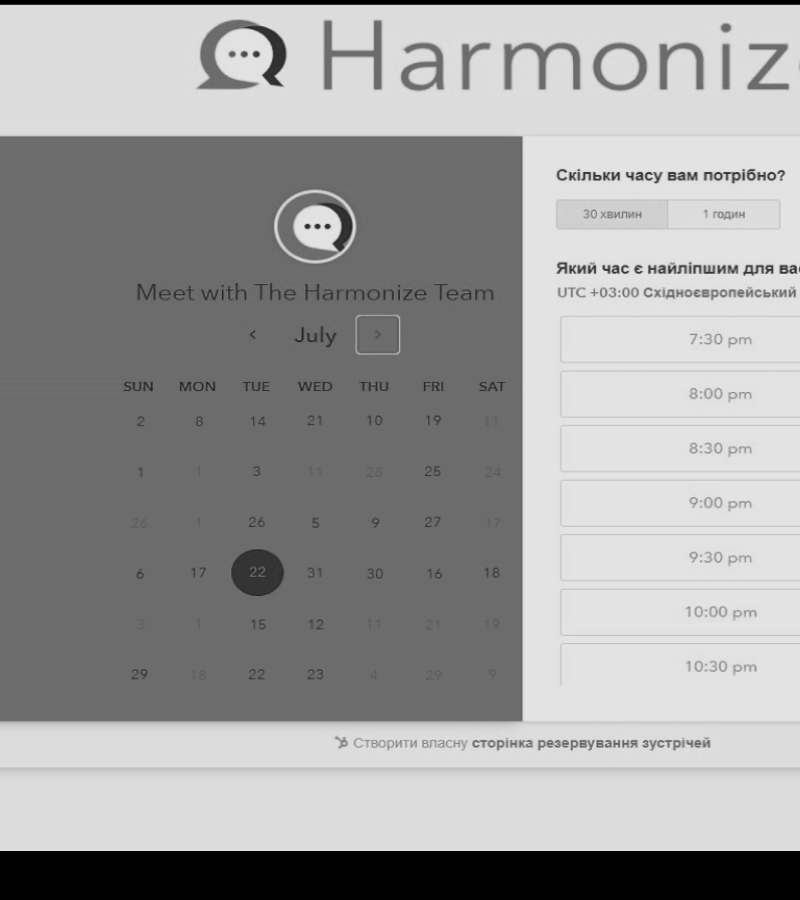 Harmoniz
Meet with The Harmonize Team
< July >
SUN MON TUE WED THU FRI SAT
2 8 14 21 10 19 11
1 1 3 11 28 25 24
26 1 26 5 9 27 17
6 17 22 31 30 16 18
3 1 15 12 11 21 19
29 18 22 23 4 29 9
Скільки часу вам потрібно?
30 хвилин 1 годин
Який час є найліпшим для ва
UTC +03:00 Східноєвропейський
7:30 pm
8:00 pm
8:30 pm
9:00 pm
9:30 pm
10:00 pm
10:30 pm
Створити власну сторінка резервування зустрічей